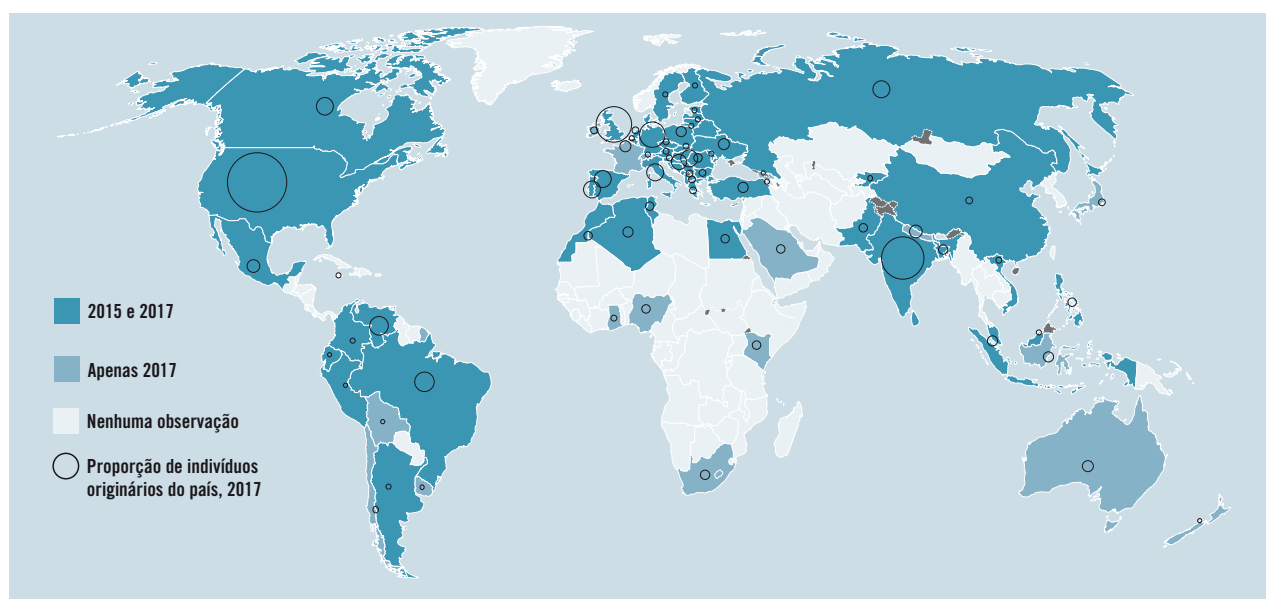 2015 e 2017
Apenas 2017
Nenhuma observação
Proporção de indivíduos
originários do país, 2017